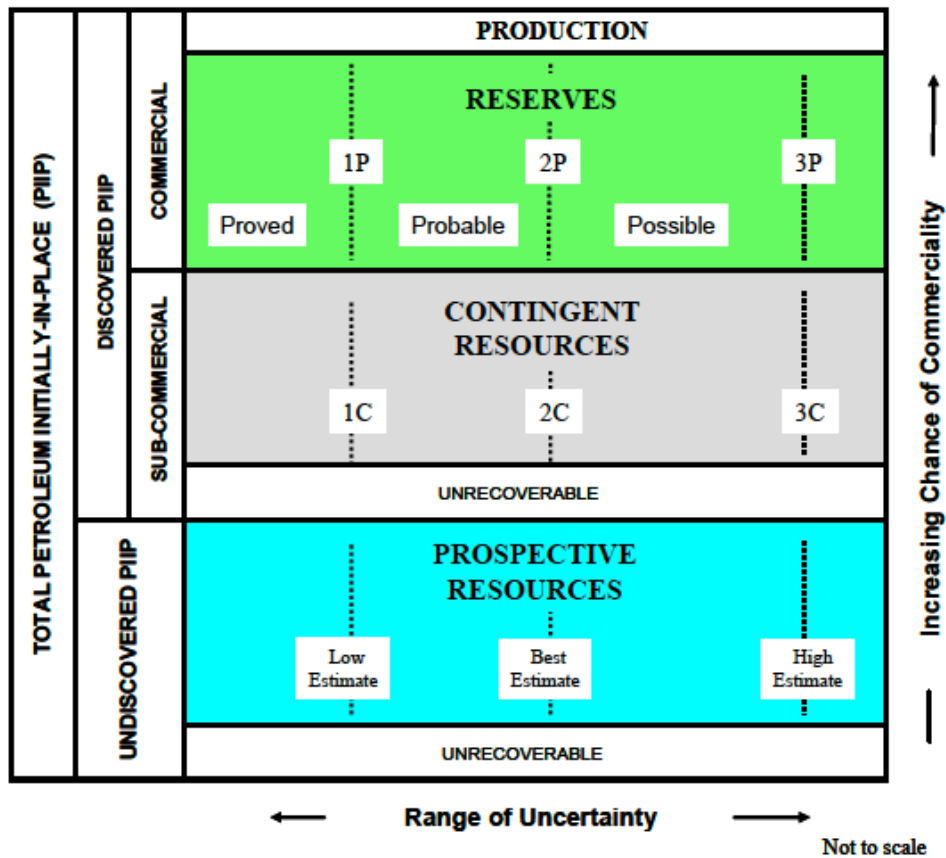 PRODUCTION
RESERVES
1P
2P
3P
Proved
Probable
Possible
CONTINGENT
RESOURCES
1C
2C
3C
UNRECOVERABLE
PROSPECTIVE
RESOURCES
Low
Estimate
Best
Estimate
High
Estimate
UNRECOVERABLE
TOTAL PETROLEUM INITIALLY-IN-PLACE (PIIP)
DISCOVERED PIIP
UNDISCOVERED PIIP
COMMERCIAL
SUB-COMMERCIAL
Increasing Chance of Commerciality
Range of Uncertainty
Not to scale